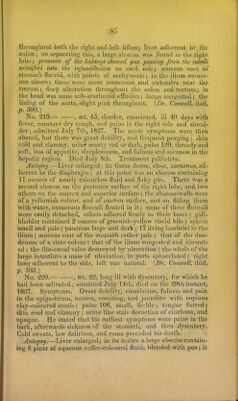 85
throughout both the right and left lobes; liver adherent to the
colon; on separating this, a large abscess was found in the right
lobe; pressure of the kidneys showed pus passing from the tubuli
uriniferi into the infundibulum on each side; mucous coat of
stomach florid, with points of ecchymosis; in the ilium numer-
ous ulcers; these were more numerous and extensive near the
cæcum; deep ulceration throughout the colon and rectum; in
the head was some sub-arachnoid effusion; lungs congested; the
lining of the aorta, slight pink throughout. (Dr. Conwell, ibid,
p. 500.)
No. 219.— ———, æt. 45, slender, emaciated, ill 40 days with
fever, constant dry cough, and pains in the right side and shoul-
der; admitted July 7th, 1827. The acute symptoms were then
abated, but there was great debility, and frequent purging; skin
cold and clammy, urine scanty red or dark, pulse 120, thready and
soft, loss of appetite, sleeplessness, and fulness and soreness in the
hepatic region. Died July 8th. Treatment palliative.
Autopsy.—Liver enlarged; its tissue dense, close, carneous, ad-
herent to the diaphragm: at this point was an abscess containing
11 ounces of nearly colourless fluid and flaky pus. There was a
second abscess on the posterior surface of the right lobe, and two
others on the convex and superior surface; the abscess-walls were
of a yellowish colour, and of uneven surface, and on filling them
with water, numerous flocculi floated in it; some of these flocculi
were easily detached, others adhered firmly to their bases; gall-
bladder contained 2 ounces of greenish-yellow viscid bile; spleen
small and pale; pancreas large and dark; 17 living lumbrici in the
ilium; mucous coat of the stomach rather pale; that of the duo-
denum of a slate colour: that of the ilium congested and ulcerat-
ed; the ilio-cæcal valve destroyed by ulceration; the whole of the
large intestines a mass of ulceration, in parts sphacelated; right
lung adherent to the side, left one natural. (Dr. Conwell, ibid,
p. 503.)
No. 220.— ———, æt. 22, long ill with dysentery, for which he
had been salivated; admitted July 14th, died on the 29th instant,
1827. Symptoms. Great debility, emaciation, fulness and pain
in the epigastrium, nausea, vomiting, and jaundice with copious
clay-coloured stools; pulse 108, small, feeble; tongue furred;
skin cool and clammy; urine like stale decoction of cinchona, and
opaque. He stated that his earliest symptoms were pains in the
back, afterwards sickness of the stomach, and then dysentery.
Cold sweats, low delirium, and coma preceded his death.
Autopsy.—Liver enlarged; in its centre a large abscess contain-
ing 8 pints of aqueous coffee-coloured fluid, blended with pus; it